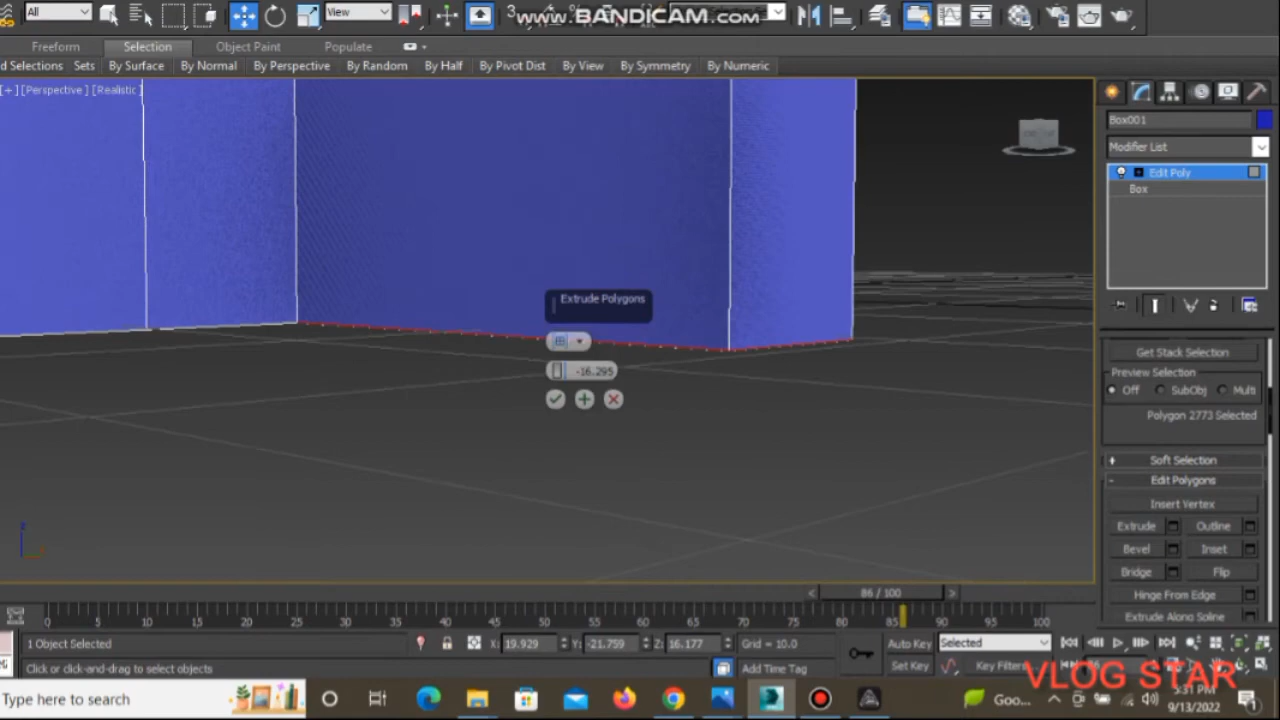 All
View
3
www.BANDICAM.com
Freeform
Selection
Object Paint
Populate
d Selections
Sets
By Surface
By Normal
By Perspective
By Random
By Half
By Pivot Dist
By View
By Symmetry
By Numeric
[+] [Perspective] [Realistic]
Box001
Modifier List
Edit Poly
Box
Extrude Polygons
-16.295
Get Stack Selection
Preview Selection
Off
SubObj
Multi
Polygon 2773 Selected
+ Soft Selection
- Edit Polygons
Insert Vertex
Extrude
Outline
Bevel
Inset
Bridge
Flip
Hinge From Edge
Extrude Along Spline
< 86 / 100 >
0 5 10 15 20 25 30 35 40 45 50 55 60 65 70 75 80 85 90 95 100
1 Object Selected
X: 19.929
Y: -21.759
Z: 16.177
Grid = 10.0
Auto Key
Selected
Click or click-and-drag to select objects
Add Time Tag
Set Key
Key Filters
VLOG STAR
Type here to search
Goo...
5:31 PM
9/13/2022
1